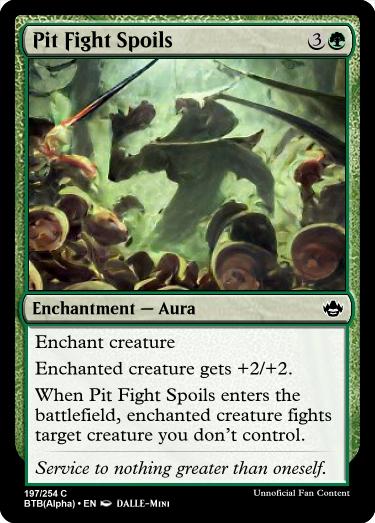 Pit Fight Spoils 3
Enchantment — Aura
Enchant creature
Enchanted creature gets +2/+2.
When Pit Fight Spoils enters the
battlefield, enchanted creature fights
target creature you don't control.
Service to nothing greater than oneself.
197/254 C
Unofficial Fan Content
BTB(Alpha) • EN DALLE-Mini